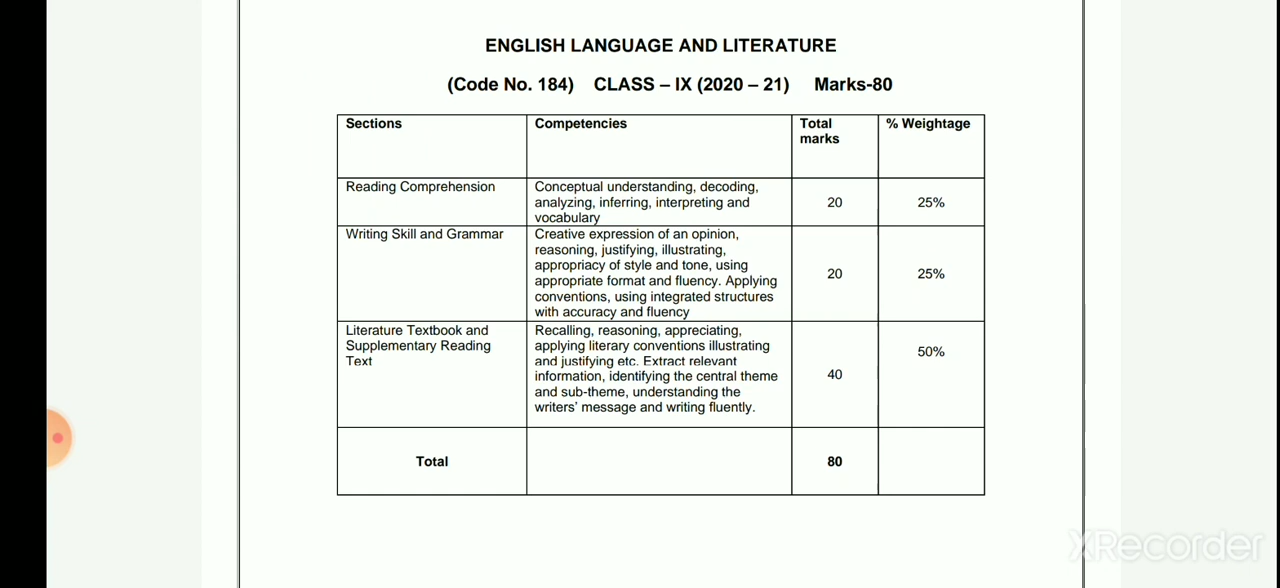 ENGLISH LANGUAGE AND LITERATURE
(Code No. 184) CLASS – IX (2020 – 21) Marks-80
Sections Competencies Total marks % Weightage
Reading Comprehension
Conceptual understanding, decoding,
analyzing, inferring, interpreting and
vocabulary
20
25%
Writing Skill and Grammar
Creative expression of an opinion,
reasoning, justifying, illustrating,
appropriacy of style and tone, using
appropriate format and fluency. Applying
conventions, using integrated structures
with accuracy and fluency
20
25%
Literature Textbook and
Supplementary Reading
Text
Recalling, reasoning, appreciating,
applying literary conventions illustrating
and justifying etc. Extract relevant
information, identifying the central theme
and sub-theme, understanding the
writers’ message and writing fluently.
40
50%
Total
80
XRecorder